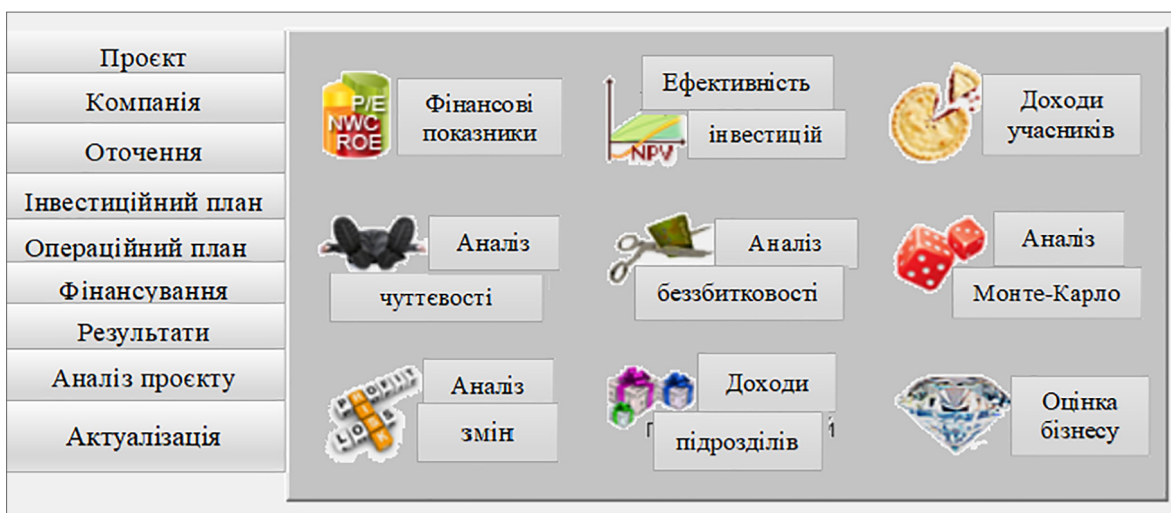 Проєкт
Компанія
Оточення
Інвестиційний план
Операційний план
Фінансування
Результати
Аналіз проєкту
Актуалізація
P/E
NWC
ROE
Фінансові
показники
NPV
Ефективність
інвестицій
Доходи
учасників
Аналіз
чуттєвості
Аналіз
беззбитковості
Аналіз
Монте-Карло
PROFIT
RISK
LOSS
Аналіз
змін
Доходи
підрозділів
Оцінка
бізнесу